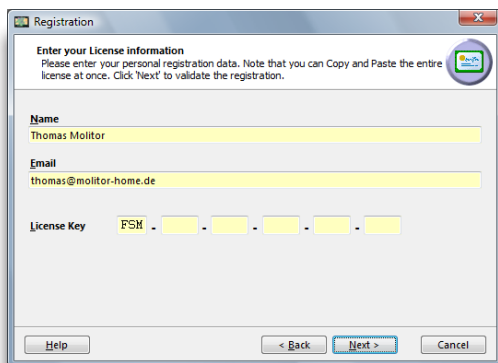 Registration
Enter your License information
Please enter your personal registration data. Note that you can Copy and Paste the entire
license at once. Click 'Next' to validate the registration.
Name
Thomas Molitor
Email
thomas@molitor-home.de
License Key FSM - - - - -
Help < Back Next > Cancel